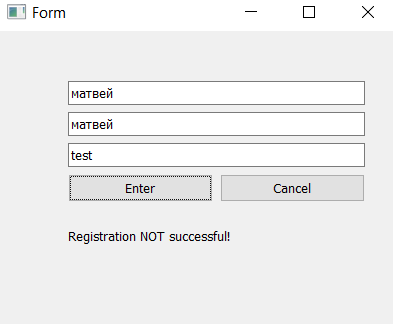 Form
матвей
матвей
test
Enter Cancel
Registration NOT successful!